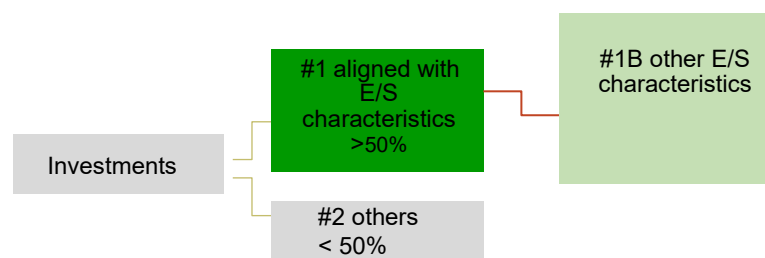 Investments
#1 aligned with
E/S
characteristics
>50%
#2 others
< 50%
#1B other E/S
characteristics